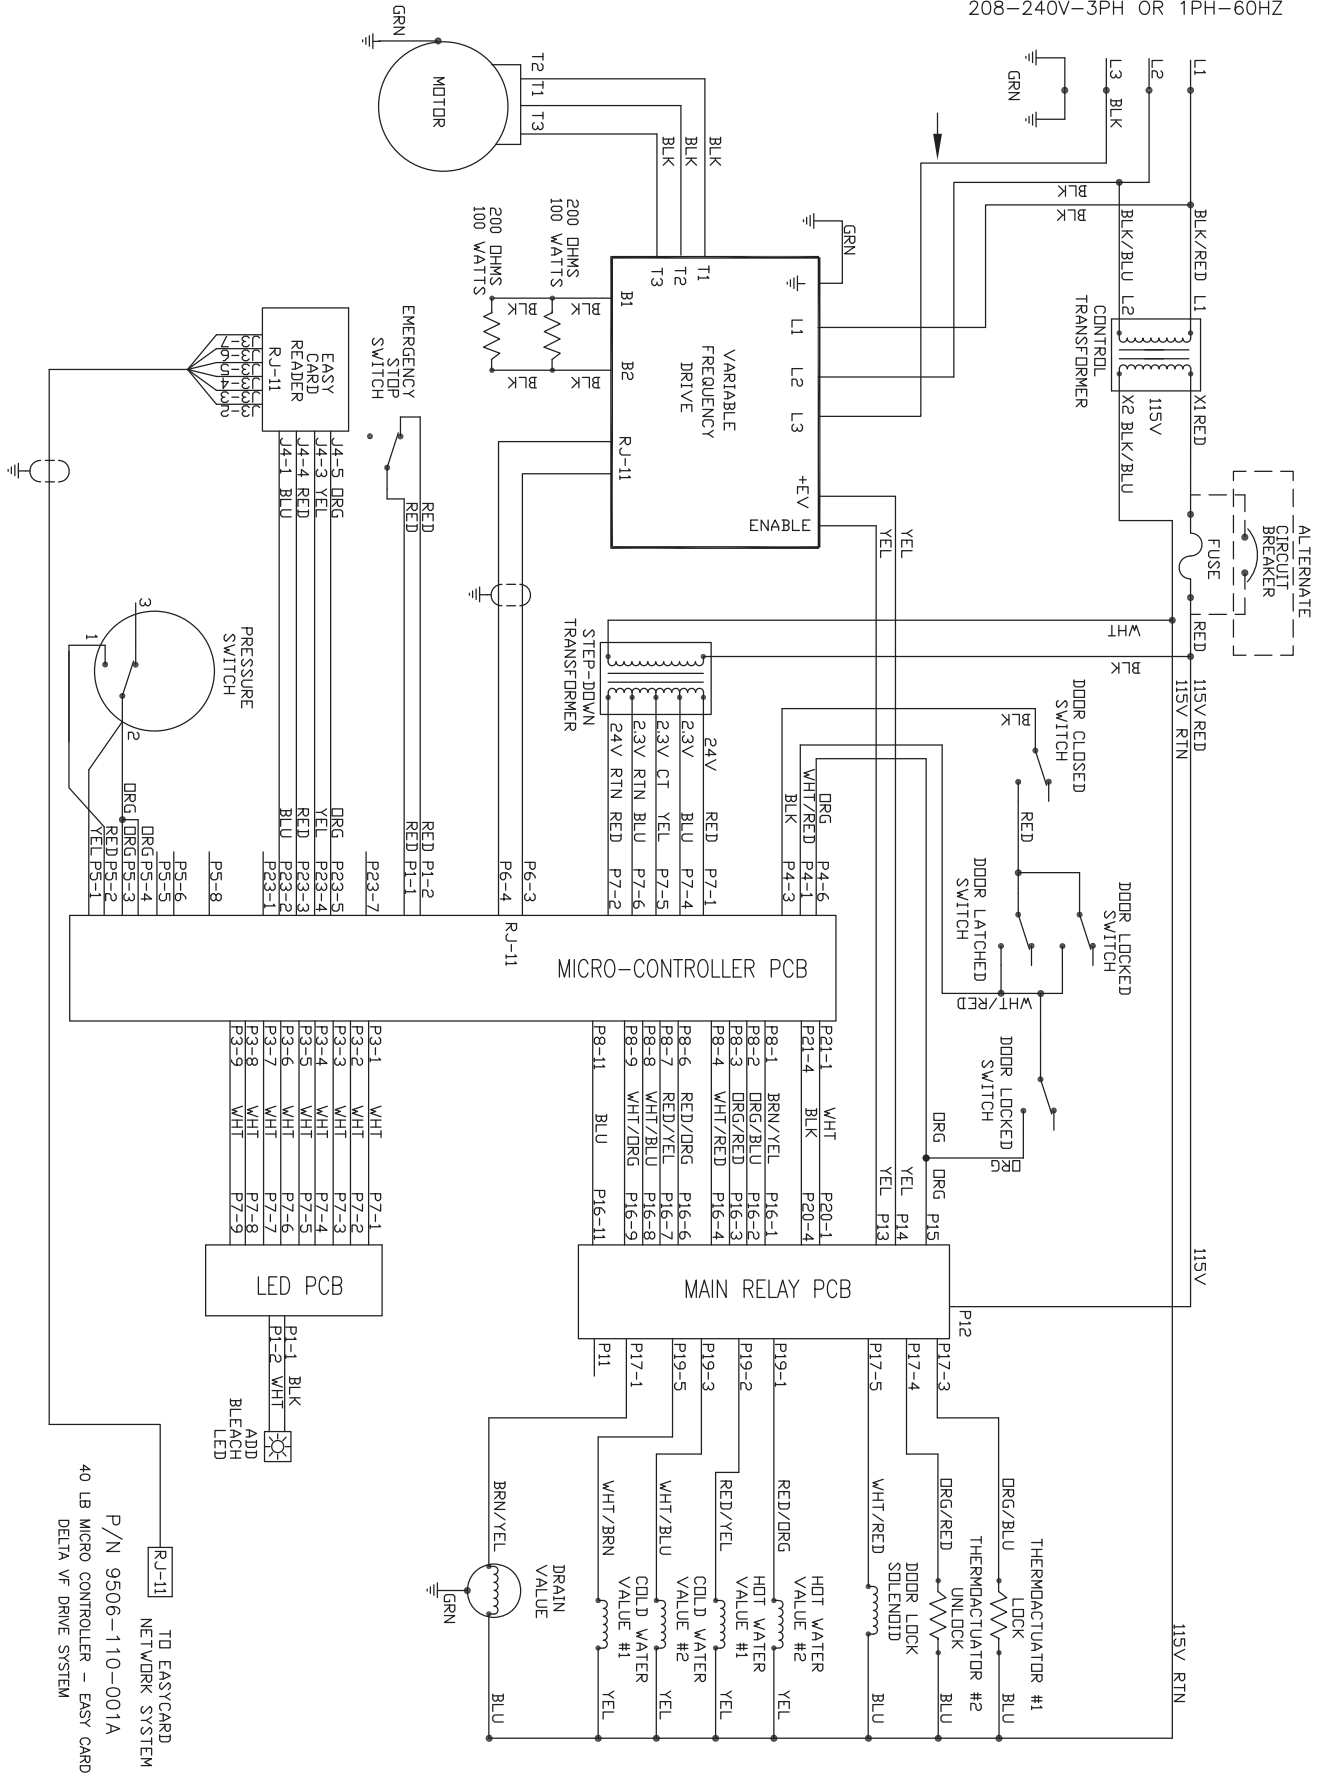 208-240V-3PH OR 1PH-60HZ
L1
L2
L3
BLK
GRN
GRN
MOTOR
T2
T1
T3
BLK
BLK
BLK
BLK
BLK
BLK/RED
L1
BLK/BLU
L2
CONTROL
TRANSFORMER
X1
RED
115V
X2
BLK/BLU
ALTERNATE
CIRCUIT
BREAKER
FUSE
RED
WHT
BLK
115V
RED
115V RTN
115V
115V RTN
GRN
T1
T2
T3
L1
L2
L3
+EV
ENABLE
VARIABLE
FREQUENCY
DRIVE
B1
B2
RJ-11
YEL
YEL
200 OHMS
100 WATTS
200 OHMS
100 WATTS
BLK
BLK
BLK
BLK
EMERGENCY
STOP
SWITCH
RED
RED
RED P1-2
RED P1-1
EASY
CARD
READER
RJ-11
J3-7
J3-6
J3-5
J3-4
J3-3
J3-2
J4-5 ORG
J4-3 YEL
J4-4 RED
J4-1 BLU
ORG P23-5
YEL P23-4
RED P23-3
BLU P23-2
P23-1
P23-7
PRESSURE
SWITCH
3
1
2
ORG
ORG P5-4
ORG P5-3
RED P5-2
YEL P5-1
P5-5
P5-6
P5-8
P6-3
P6-4
STEP-DOWN
TRANSFORMER
24V RED P7-1
2.3V BLU P7-4
2.3V CT YEL P7-5
2.3V RTN BLU P7-6
24V RTN RED P7-2
ORG P4-6
WHT/RED P4-1
BLK P4-3
BLK
DOOR CLOSED
SWITCH
RED
DOOR LATCHED
SWITCH
DOOR LOCKED
SWITCH
WHT/RED
DOOR LOCKED
SWITCH
ORG
ORG
RJ-11
MICRO-CONTROLLER PCB
P21-1 WHT P20-1
P21-4 BLK P20-4
P8-1 BRN/YEL P16-1
P8-2 ORG/BLU P16-2
P8-3 ORG/RED P16-3
P8-4 WHT/RED P16-4
P8-6 RED/ORG P16-6
P8-7 RED/YEL P16-7
P8-8 WHT/BLU P16-8
P8-9 WHT/ORG P16-9
P8-11 BLU P16-11
P3-1 WHT P7-1
P3-2 WHT P7-2
P3-3 WHT P7-3
P3-4 WHT P7-4
P3-5 WHT P7-5
P3-6 WHT P7-6
P3-7 WHT P7-7
P3-8 WHT P7-8
P3-9 WHT P7-9
ORG P15
YEL P14
YEL P13
MAIN RELAY PCB
P12
LED PCB
P1-1 BLK
P1-2 WHT
ADD
BLEACH
LED
P17-3
P17-4
P17-5
P19-1
P19-2
P19-3
P19-5
P17-1
P11
ORG/BLU
THERMOACTUATOR #1
LOCK
BLU
ORG/RED
THERMOACTUATOR #2
UNLOCK
BLU
WHT/RED
DOOR LOCK
SOLENOID
BLU
RED/ORG
HOT WATER
VALUE #2
YEL
RED/YEL
HOT WATER
VALUE #1
YEL
WHT/BLU
COLD WATER
VALUE #2
YEL
WHT/BRN
COLD WATER
VALUE #1
YEL
BRN/YEL
DRAIN
VALUE
GRN
BLU
RJ-11
TO EASYCARD
NETWORK SYSTEM
P/N 9506-110-001A
40 LB MICRO CONTROLLER - EASY CARD
DELTA VF DRIVE SYSTEM